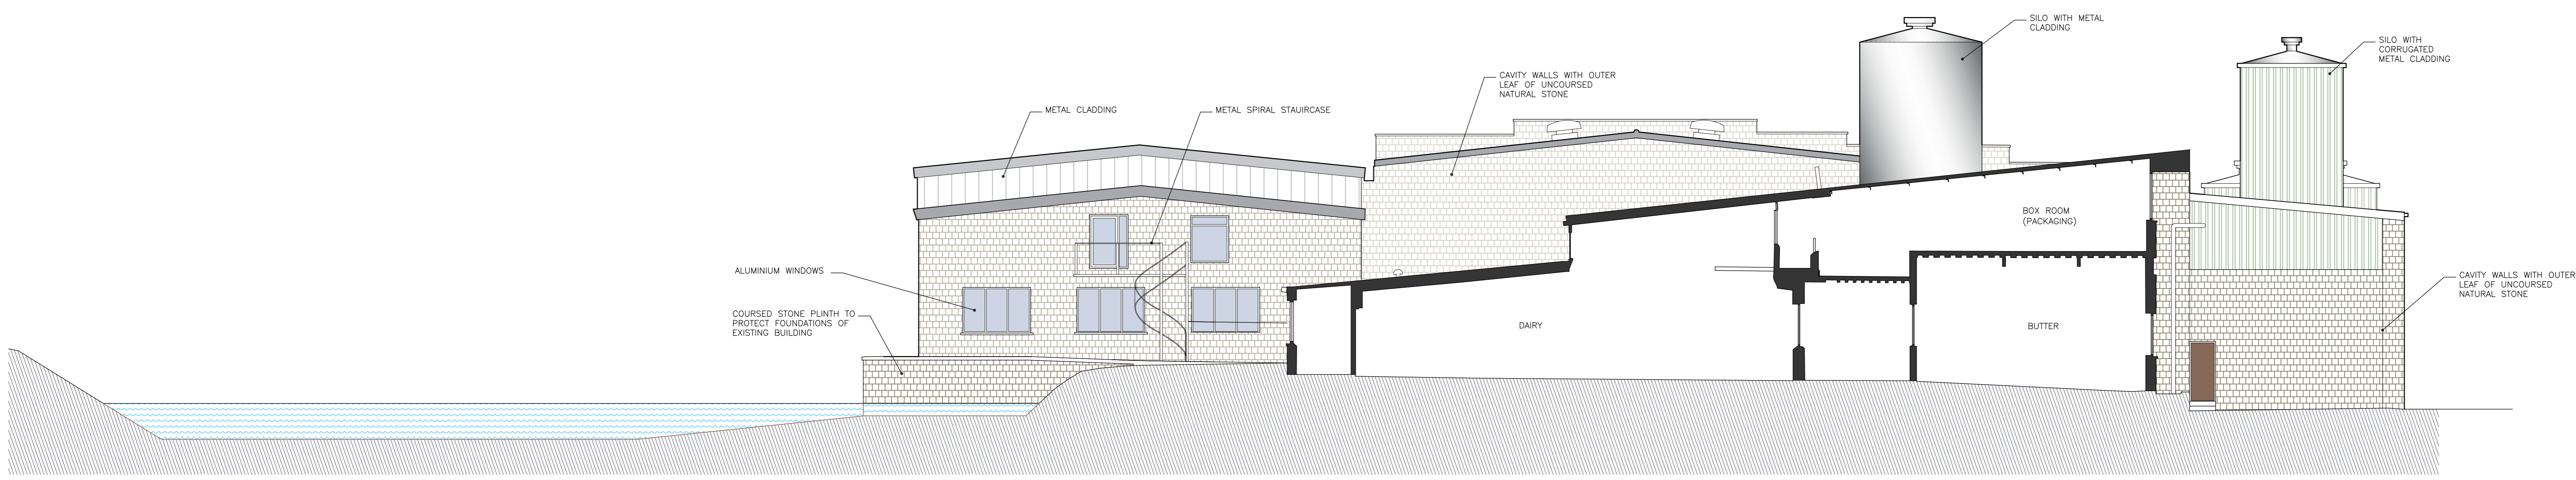 SILO WITH METAL
CLADDING
SILO WITH
CORRUGATED
METAL CLADDING
CAVITY WALLS WITH OUTER
LEAF OF UNCOURSED
NATURAL STONE
METAL CLADDING
METAL SPIRAL STAUIRCASE
BOX ROOM
(PACKAGING)
ALUMINIUM WINDOWS
CAVITY WALLS WITH OUTER
LEAF OF UNCOURSED
NATURAL STONE
COURSED STONE PLINTH TO
PROTECT FOUNDATIONS OF
EXISTING BUILDING
DAIRY
BUTTER